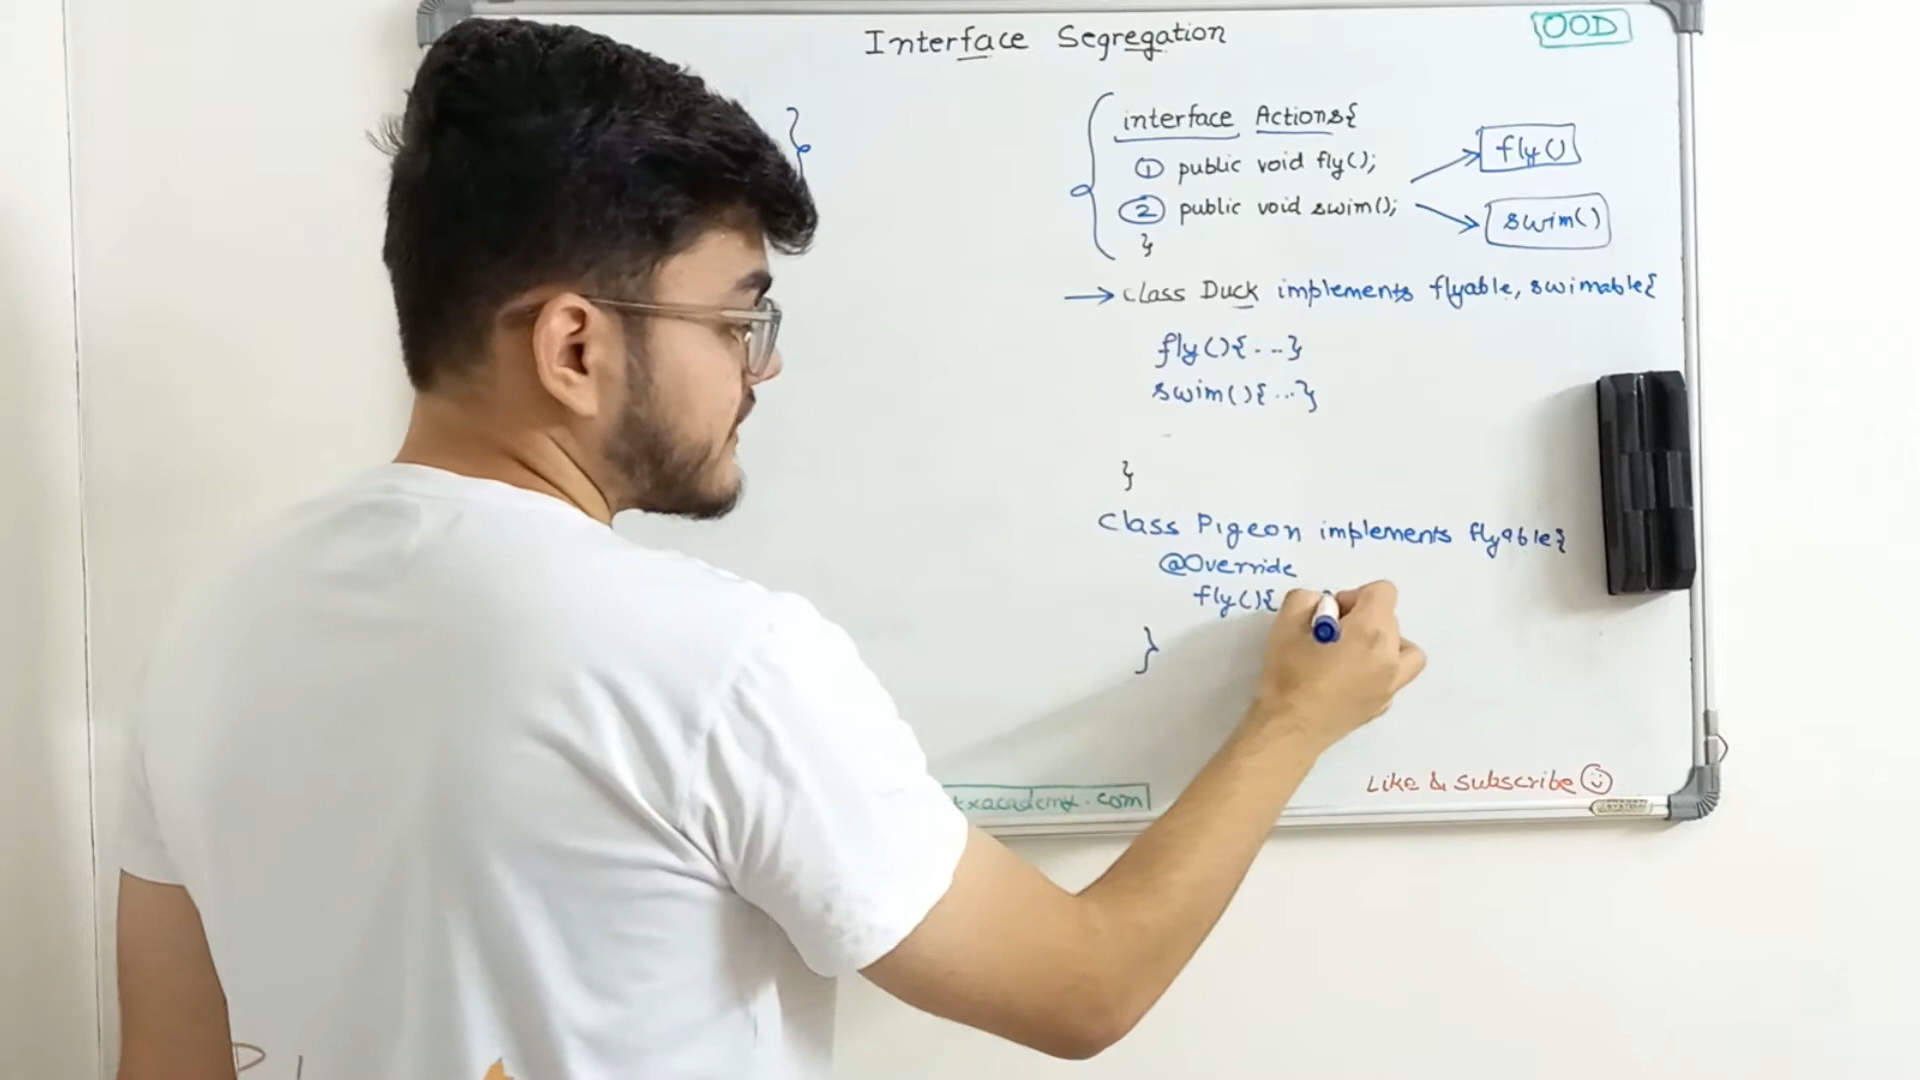 Interface Segregation
OOD
}
interface Actions{
① public void fly();
② public void swim();
}
fly()
swim()
→ class Duck implements flyable, swimable{
fly(){...}
swim(){...}
}
Class Pigeon implements flyable{
@Override
fly(){
}
Like & Subscribe ☺